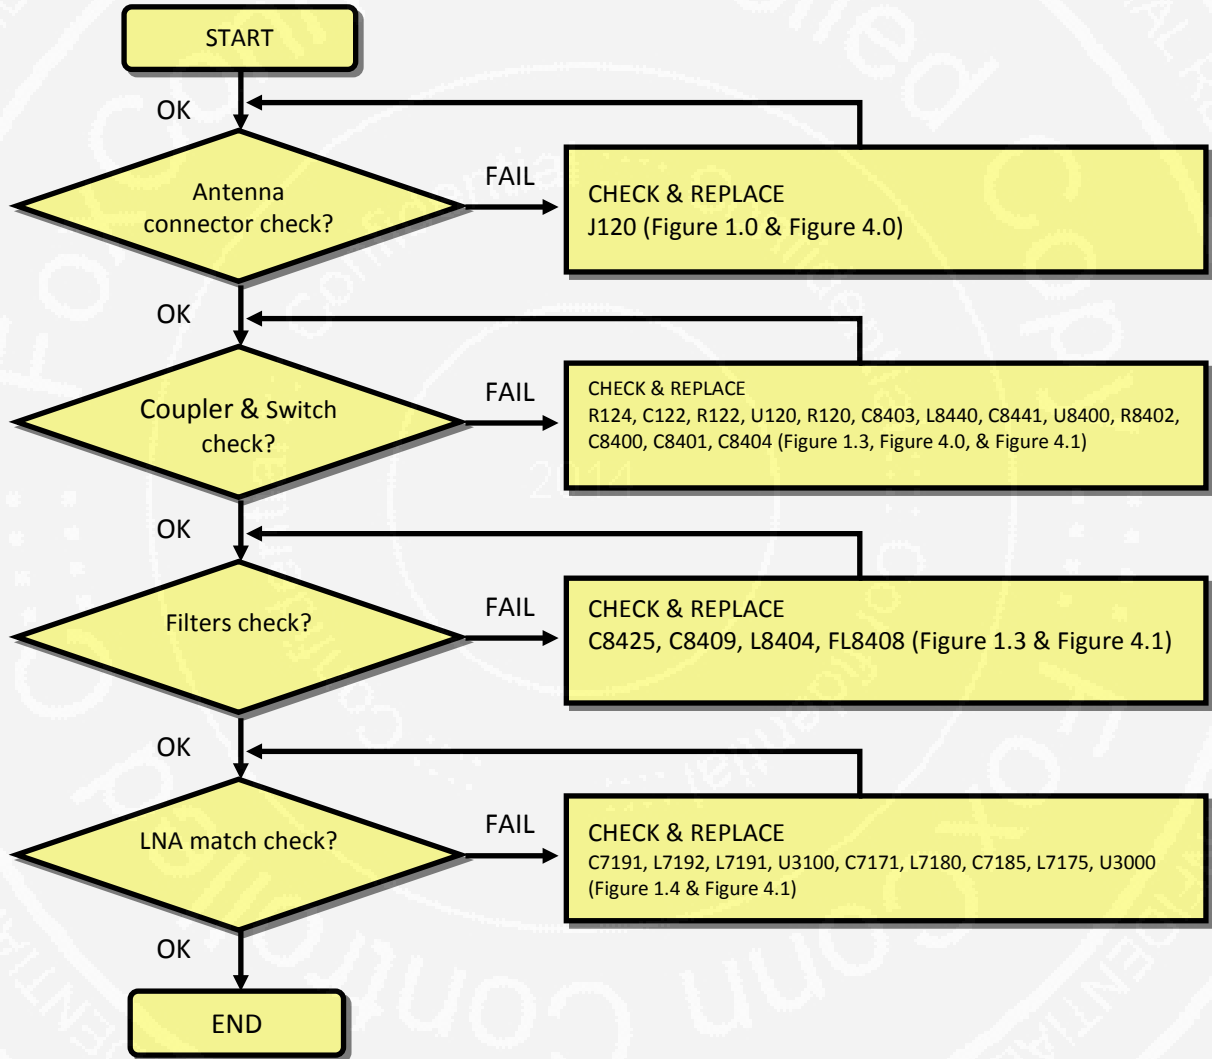 START
OK
Antenna
connector check?
FAIL
CHECK & REPLACE
J120 (Figure 1.0 & Figure 4.0)
OK
Coupler & Switch
check?
FAIL
CHECK & REPLACE
R124, C122, R122, U120, R120, C8403, L8440, C8441, U8400, R8402,
C8400, C8401, C8404 (Figure 1.3, Figure 4.0, & Figure 4.1)
2014
OK
Filters check?
FAIL
CHECK & REPLACE
C8425, C8409, L8404, FL8408 (Figure 1.3 & Figure 4.1)
OK
LNA match check?
FAIL
CHECK & REPLACE
C7191, L7192, L7191, U3100, C7171, L7180, C7185, L7175, U3000
(Figure 1.4 & Figure 4.1)
OK
END